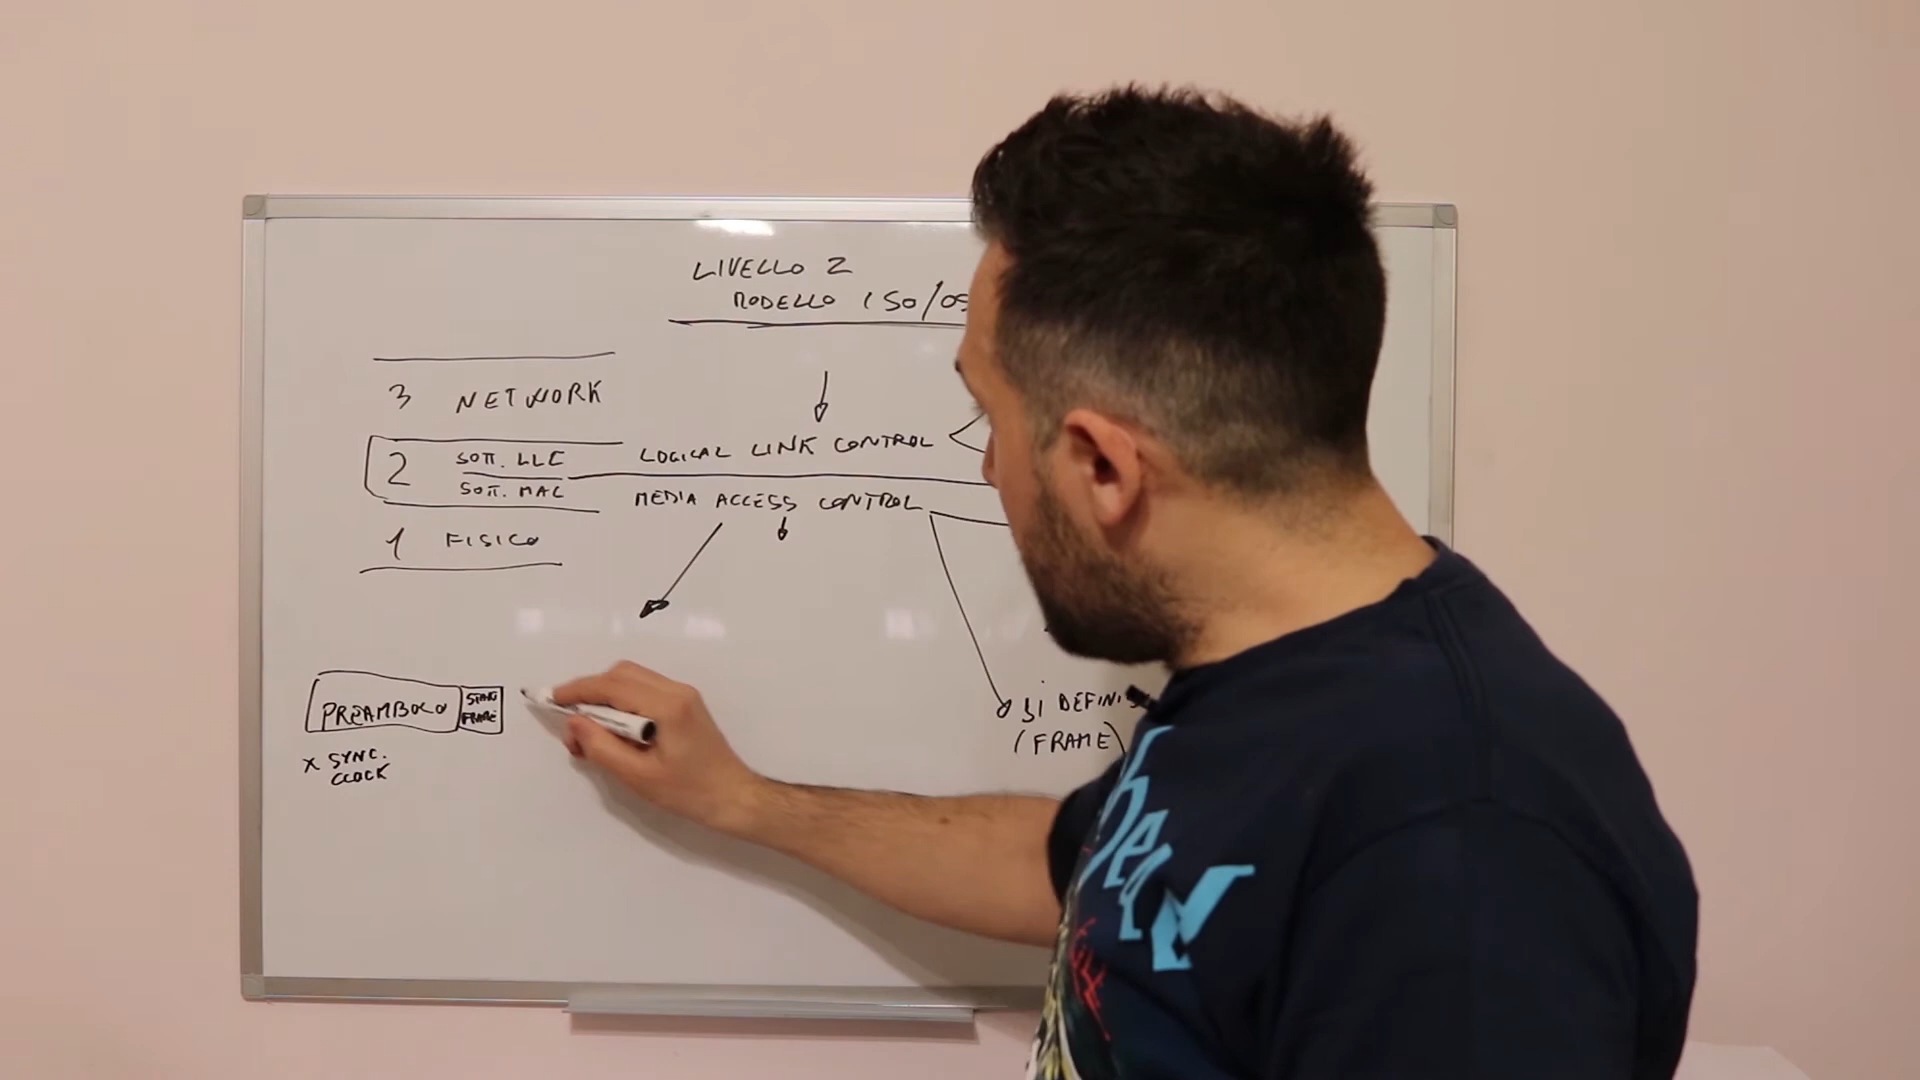 LIVELLO 2
MODELLO ISO/OS
3 NETWORK
2 SOTT. LLC LOGICAL LINK CONTROL
SOTT. MAC MEDIA ACCESS CONTROL
1 FISICO
PREAMBOLO START
FRAME
X SYNC.
CLOCK
SI DEFINIS
(FRAME)